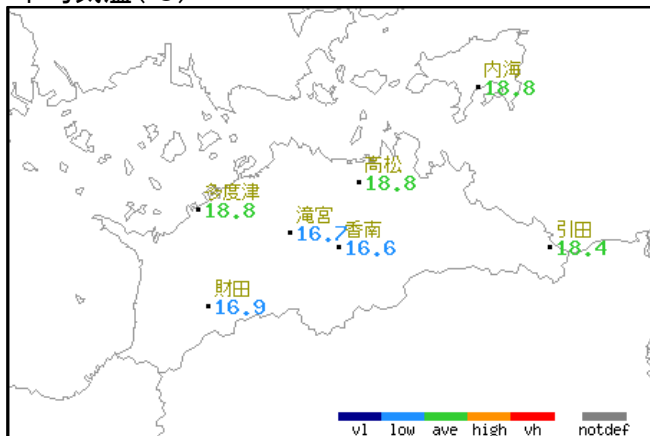 内海
18.8
高松
18.8
多度津
18.8
滝宮
16.7
香南
16.6
引田
18.4
財田
16.9
vl low ave high vh notdef